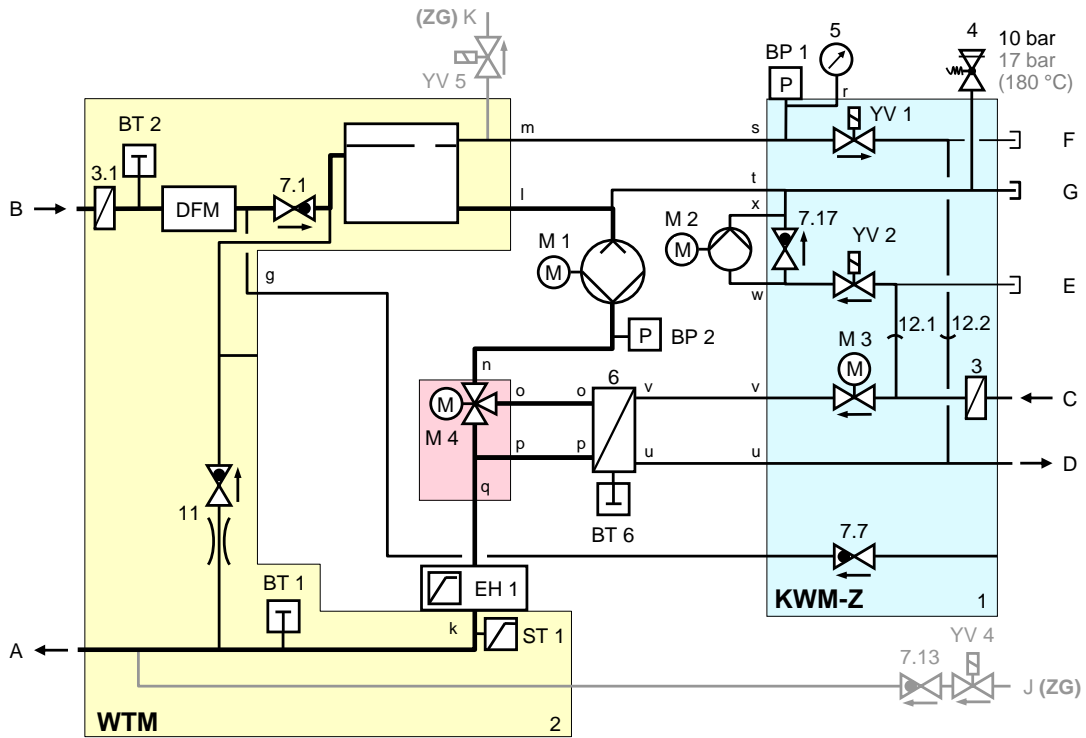 (ZG) K
YV 5
BP 1
P
5
r
4
10 bar
17 bar
(180 °C)
BT 2
3.1
B
DFM
7.1
m
s
YV 1
F
l
t
G
x
M 2
M
7.17
YV 2
M 1
M
g
w
E
P
BP 2
12.1
12.2
M 3
M
n
6
3
M
M 4
o
o
v
v
C
p
p
u
u
D
q
BT 6
11
7.7
BT 1
EH 1
KWM-Z
1
k
ST 1
A
YV 4
7.13
J (ZG)
WTM
2